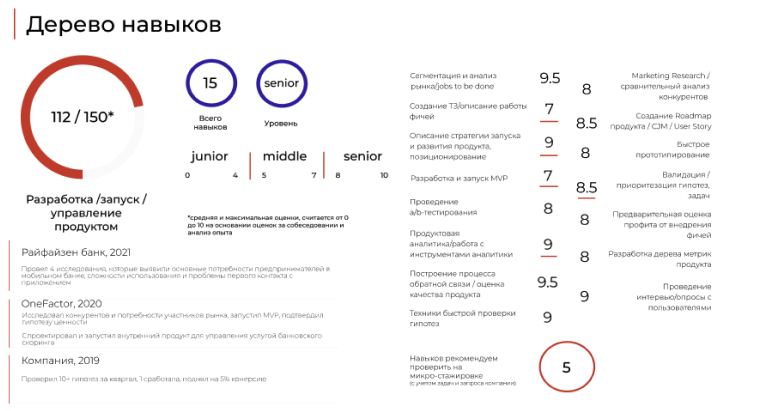 Дерево навыков
112 / 150*
Разработка /запуск /
управление
продуктом
15
Всего
навыков
senior
Уровень
junior
middle
senior
0
4
5
7
8
10
*средняя и максимальная оценки, считается от 0
до 10 на основании оценок за собеседовании и
анализ опыта
Райфайзен банк, 2021
Провел 4 исследования, которые выявили основные потребности предпринимателей в
мобильном банке, сложности использования и проблемы первого контакта с
приложением
OneFactor, 2020
Исследовал конкурентов и потребности участников рынка, запустил MVP, подтвердил
гипотезу ценности
Спроектировал и запустил внутренний продукт для управления услугой банковского
скоринга
Компания, 2019
Проверил 10+ гипотез за квартал, 1 сработала, поднял на 5% конерсию
Сегментация и анализ
рынка/jobs to be done
9.5
Создание ТЗ/описание работы
фичей
7
Описание стратегии запуска
и развития продукта,
позиционирование
9
Разработка и запуск MVP
7
Проведение
a/b-тестирования
8
Продуктовая
аналитика/работа с
инструментами аналитики
9
Построение процесса
обратной связи / оценка
качества продукта
9.5
Техники быстрой проверки
гипотез
9
8
Marketing Research /
сравнительный анализ
конкурентов
8.5
Создание Roadmap
продукта / CJM / User Story
8
Быстрое
прототипирование
8.5
Валидация /
приоритезация гипотез,
задач
8
Предварительная оценка
профита от внедрения
фичей
8
Разработка дерева метрик
продукта
9
Проведение
интервью/опросы с
пользователями
Навыков рекомендуем
проверить на
микро-стажировке
(с учетом задач и запроса компании)
5